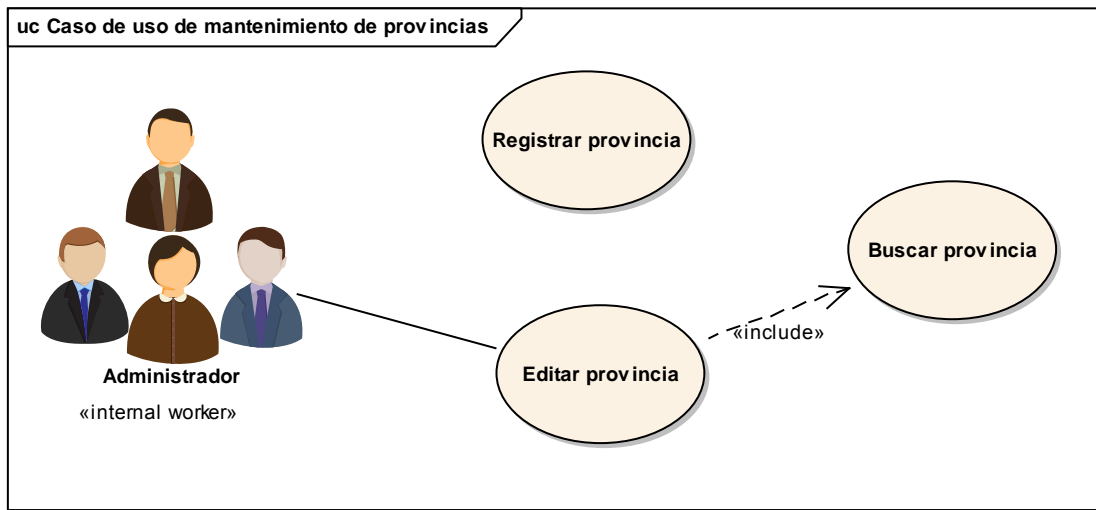 uc Caso de uso de mantenimiento de provincias
Registrar provincia
Buscar provincia
«include»
Editar provincia
Administrador
«internal worker»